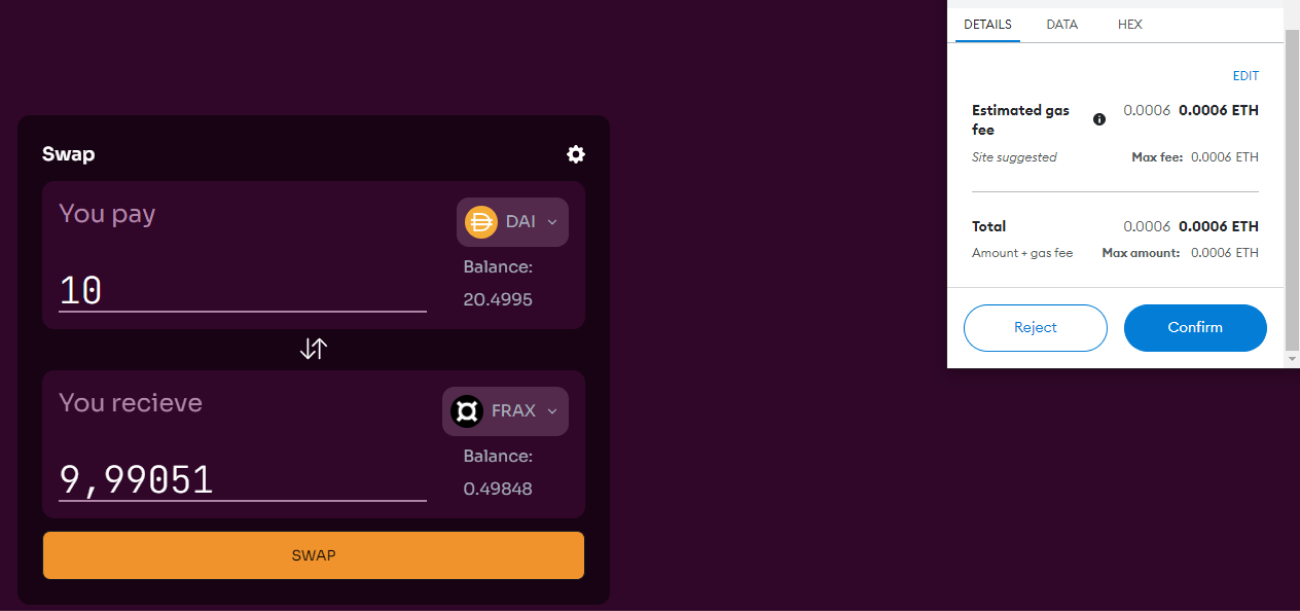 Swap
You pay
DAI
Balance:
10
20.4995
You recieve
FRAX
Balance:
9,99051
0.49848
SWAP
DETAILS DATA HEX
EDIT
Estimated gas
fee
0.0006 0.0006 ETH
Site suggested Max fee: 0.0006 ETH
Total 0.0006 0.0006 ETH
Amount + gas fee Max amount: 0.0006 ETH
Reject Confirm